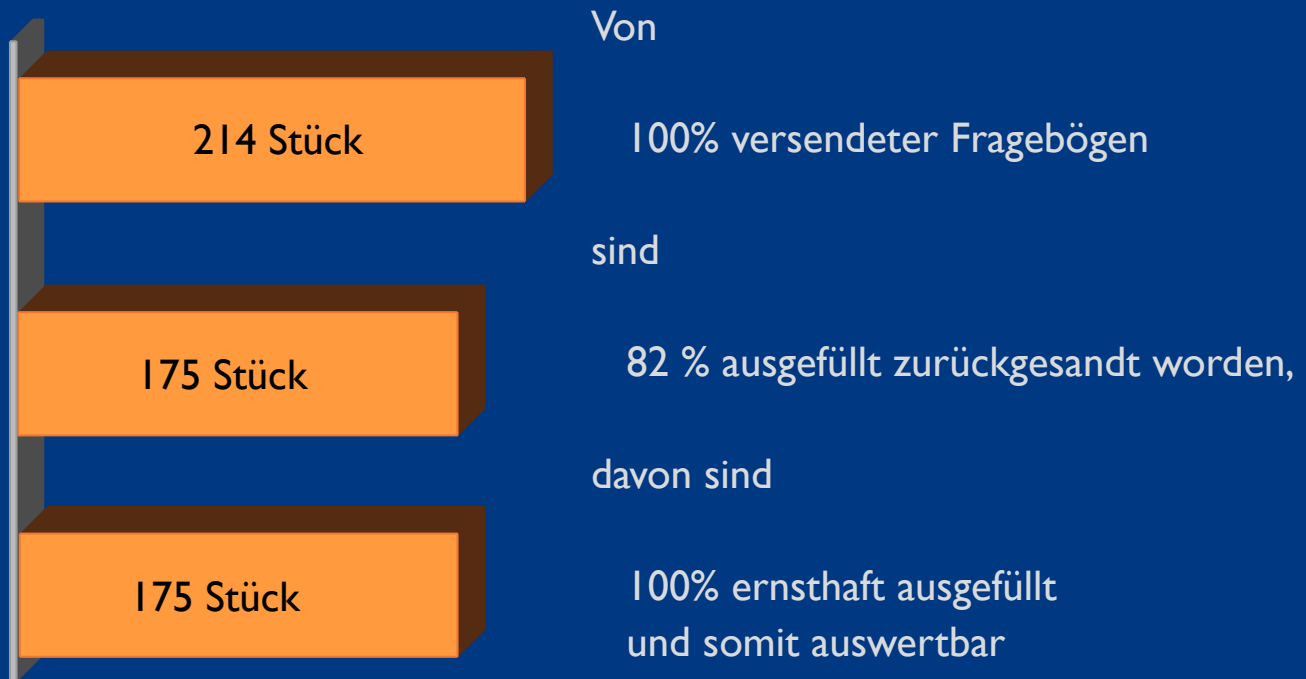 Von
214 Stück
100% versendeter Fragebögen
sind
175 Stück
82 % ausgefüllt zurückgesandt worden,
davon sind
175 Stück
100% ernsthaft ausgefüllt
und somit auswertbar